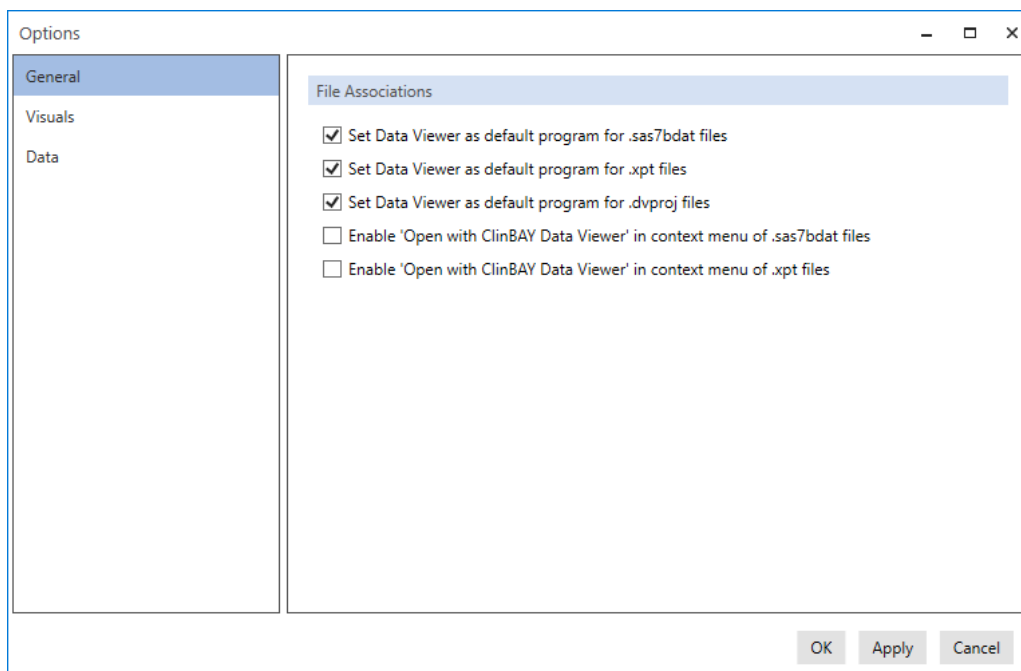 Options
General
Visuals
Data
File Associations
Set Data Viewer as default program for .sas7bdat files
Set Data Viewer as default program for .xpt files
Set Data Viewer as default program for .dvproj files
Enable 'Open with ClinBAY Data Viewer' in context menu of .sas7bdat files
Enable 'Open with ClinBAY Data Viewer' in context menu of .xpt files
OK Apply Cancel